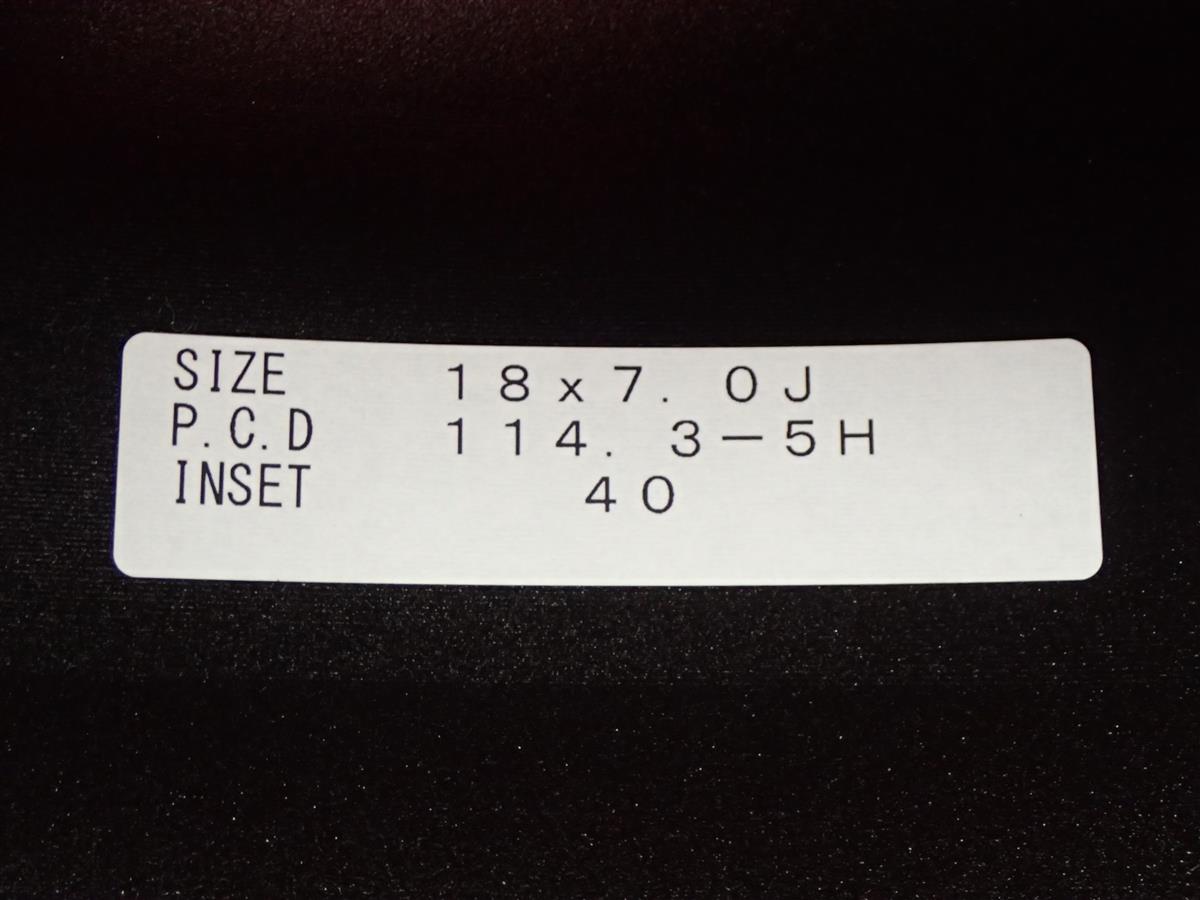 SIZE 18x7.0J
P.C.D 114.3-5H
INSET 40